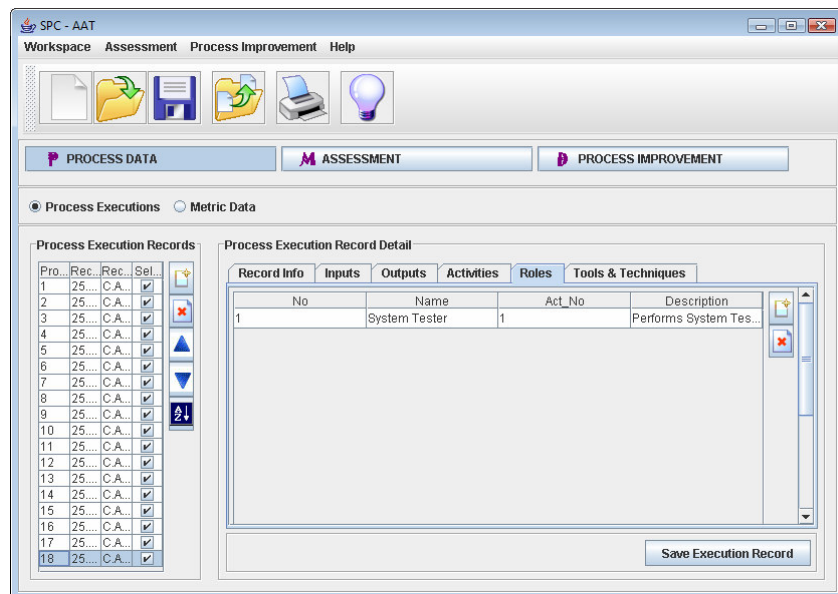 SPC - AAT
Workspace Assessment Process Improvement Help
P PROCESS DATA M ASSESSMENT PROCESS IMPROVEMENT
Process Executions Metric Data
Process Execution Records Process Execution Record Detail
Record Info Inputs Outputs Activities Roles Tools & Techniques
Pro... Rec... Rec... Sel...
1 25.... C.A...
2 25.... C.A...
3 25.... C.A...
4 25.... C.A...
5 25.... C.A...
6 25.... C.A...
7 25.... C.A...
8 25.... C.A...
9 25.... C.A...
10 25.... C.A...
11 25.... C.A...
12 25.... C.A...
13 25.... C.A...
14 25.... C.A...
15 25.... C.A...
16 25.... C.A...
17 25.... C.A...
18 25.... C.A...
A
Z
No Name Act_No Description
1 System Tester 1 Performs System Tes...
Save Execution Record